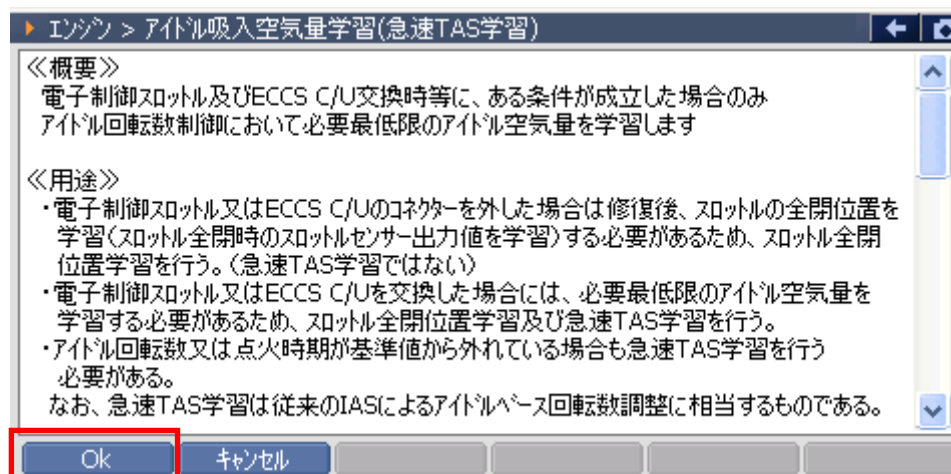 エンジン > アイドル吸入空気量学習(急速TAS学習)
≪概要≫
電子制御スロットル及びECCS C/U交換時等に、ある条件が成立した場合のみ
アイドル回転数制御において必要最低限のアイドル空気量を学習します
≪用途≫
・電子制御スロットル又はECCS C/Uのコネクターを外した場合は修復後、スロットルの全閉位置を
学習(スロットル全閉時のスロットルセンサー出力値を学習)する必要があるため、スロットル全閉
位置学習を行う。(急速TAS学習ではない)
・電子制御スロットル又はECCS C/Uを交換した場合には、必要最低限のアイドル空気量を
学習する必要があるため、スロットル全閉位置学習及び急速TAS学習を行う。
・アイドル回転数又は点火時期が基準値から外れている場合も急速TAS学習を行う
必要がある。
なお、急速TAS学習は従来のIASによるアイドルベース回転数調整に相当するものである。
Ok キャンセル